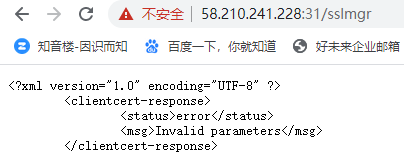 不安全 | 58.210.241.228:31/sslmgr
知音楼-因识而知 百度一下，你就知道 好未来企业邮箱
<?xml version="1.0" encoding="UTF-8" ?>
<clientcert-response>
<status>error</status>
<msg>Invalid parameters</msg>
</clientcert-response>